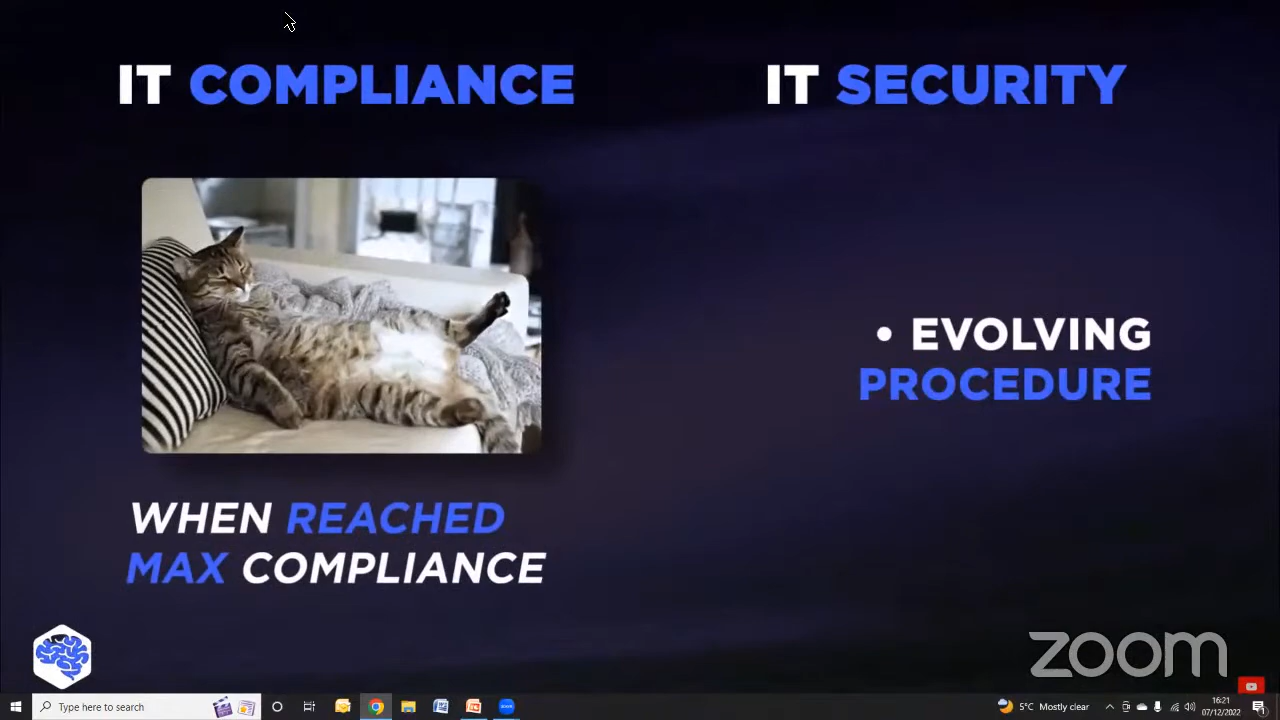 IT COMPLIANCE
IT SECURITY
• EVOLVING
PROCEDURE
WHEN REACHED
MAX COMPLIANCE
zoom
Type here to search
5°C Mostly clear
16:21
07/12/2022